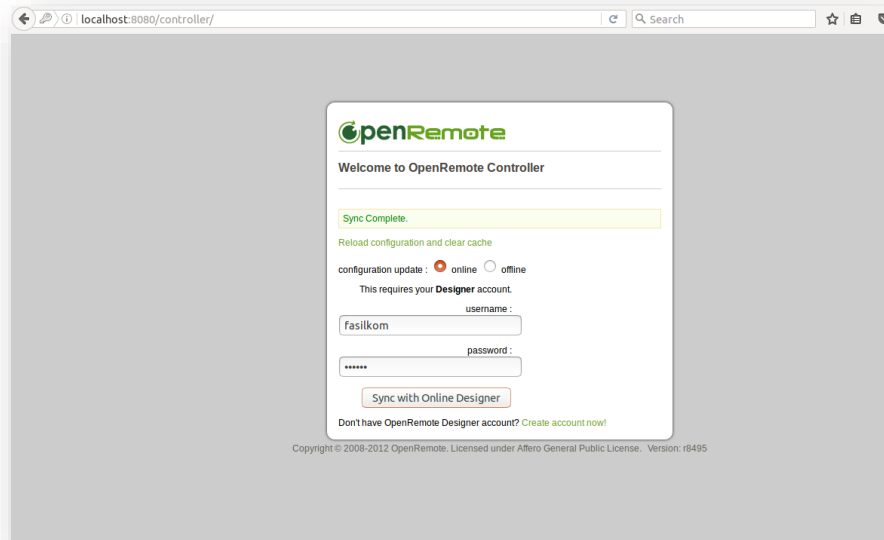 localhost:8080/controller/
Search
OpenRemote
Welcome to OpenRemote Controller
Sync Complete.
Reload configuration and clear cache
configuration update : online offline
This requires your Designer account.
username :
fasilkom
password :
••••••
Sync with Online Designer
Don't have OpenRemote Designer account? Create account now!
Copyright © 2008-2012 OpenRemote. Licensed under Affero General Public License. Version: r8495